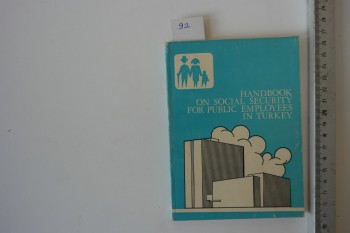 92
HANDBOOK
ON SOCIAL SECURITY
FOR PUBLIC EMPLOYEES
IN TURKEY